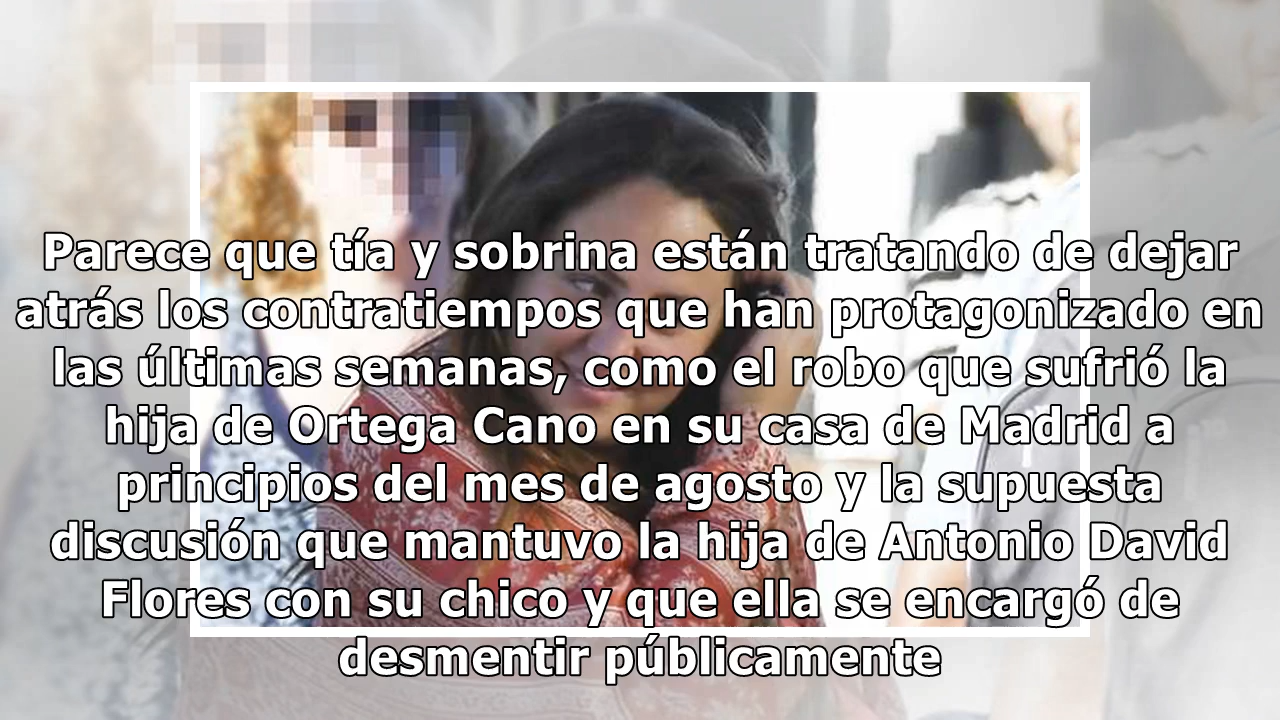 Parece que tía y sobrina están tratando de dejar
atrás los contratiempos que han protagonizado en
las últimas semanas, como el robo que sufrió la
hija de Ortega Cano en su casa de Madrid a
principios del mes de agosto y la supuesta
discusión que mantuvo la hija de Antonio David
Flores con su chico y que ella se encargó de
desmentir públicamente